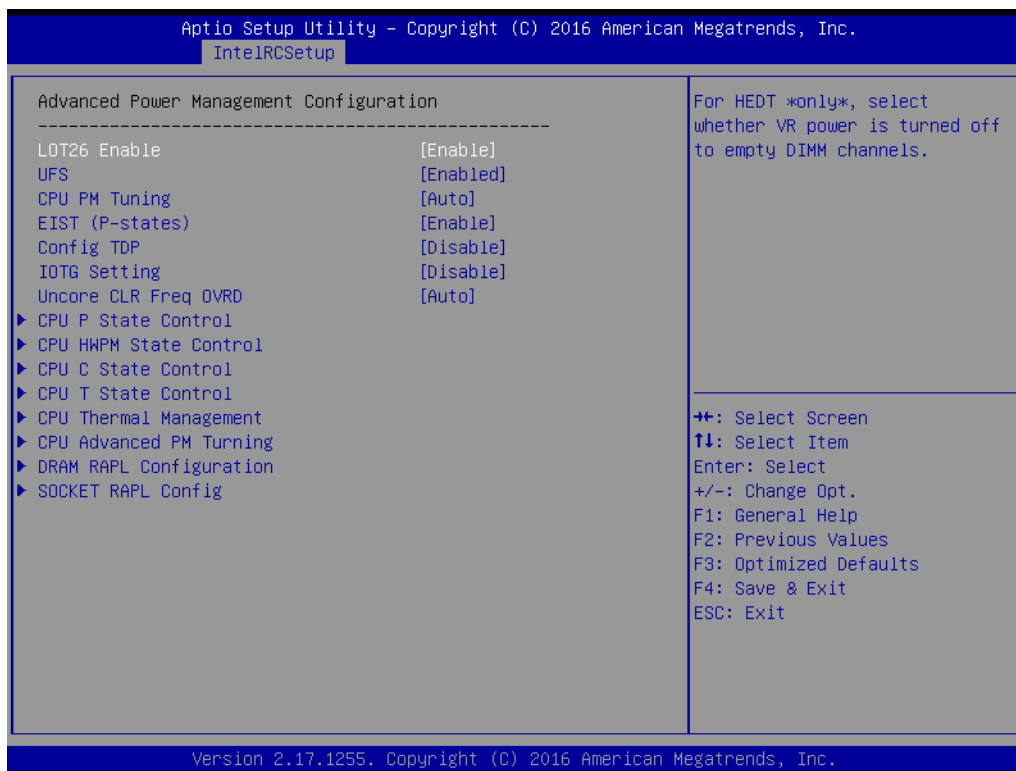 Aptio Setup Utility – Copyright (C) 2016 American Megatrends, Inc.
IntelRCSetup
Advanced Power Management Configuration
--------------------------------------------------
LOT26 Enable [Enable]
UFS [Enabled]
CPU PM Tuning [Auto]
EIST (P-states) [Enable]
Config TDP [Disable]
IOTG Setting [Disable]
Uncore CLR Freq OVRD [Auto]
CPU P State Control
CPU HWPM State Control
CPU C State Control
CPU T State Control
CPU Thermal Management
CPU Advanced PM Turning
DRAM RAPL Configuration
SOCKET RAPL Config
For HEDT *only*, select
whether VR power is turned off
to empty DIMM channels.
→←: Select Screen
↑↓: Select Item
Enter: Select
+/-: Change Opt.
F1: General Help
F2: Previous Values
F3: Optimized Defaults
F4: Save & Exit
ESC: Exit
Version 2.17.1255. Copyright (C) 2016 American Megatrends, Inc.